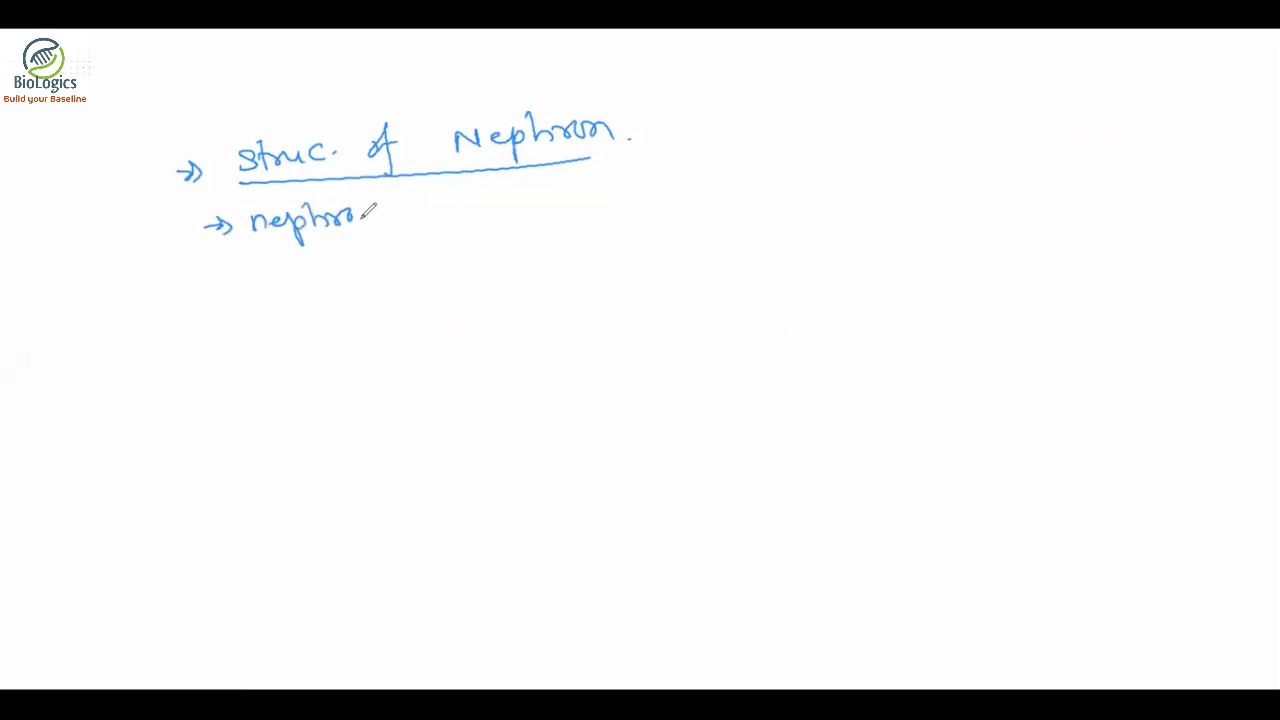 BioLogics
Build your Baseline
→ Struc. of Nephron.
→ nephro